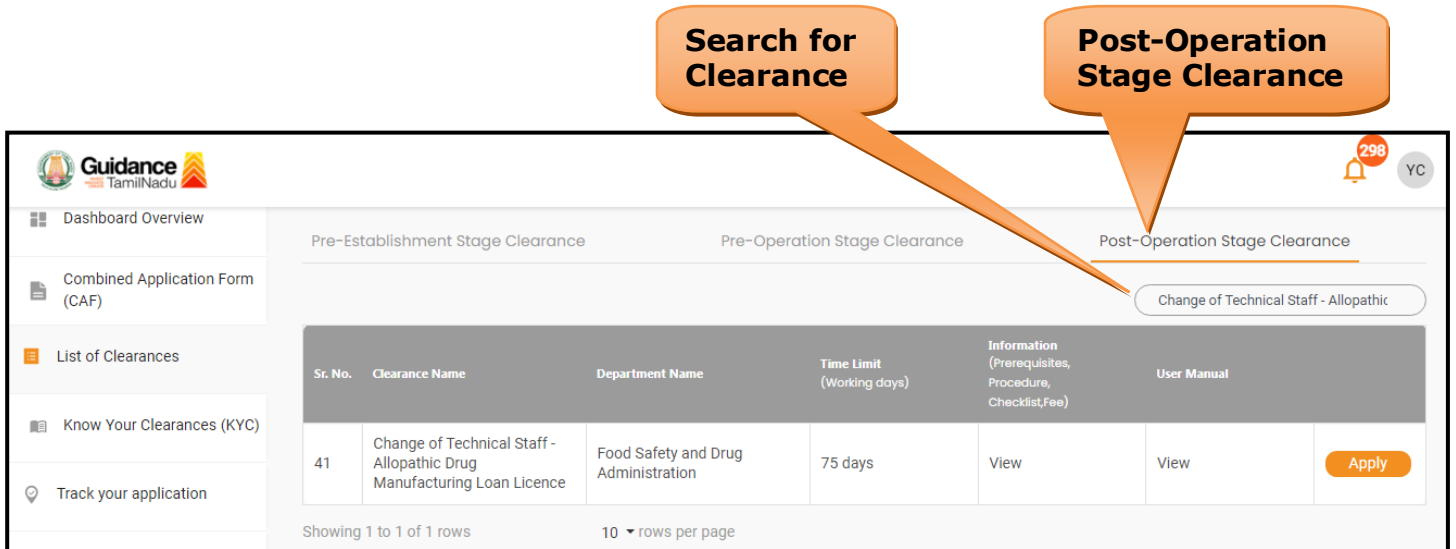 Search for
Clearance
Post-Operation
Stage Clearance
Guidance
TamilNadu
298
YC
Dashboard Overview
Combined Application Form
(CAF)
List of Clearances
Know Your Clearances (KYC)
Track your application
Pre-Establishment Stage Clearance
Pre-Operation Stage Clearance
Post-Operation Stage Clearance
Change of Technical Staff - Allopathic
Sr. No.
Clearance Name
Department Name
Time Limit
(Working days)
Information
(Prerequisites,
Procedure,
Checklist,Fee)
User Manual
41
Change of Technical Staff -
Allopathic Drug
Manufacturing Loan Licence
Food Safety and Drug
Administration
75 days
View
View
Apply
Showing 1 to 1 of 1 rows
10 rows per page